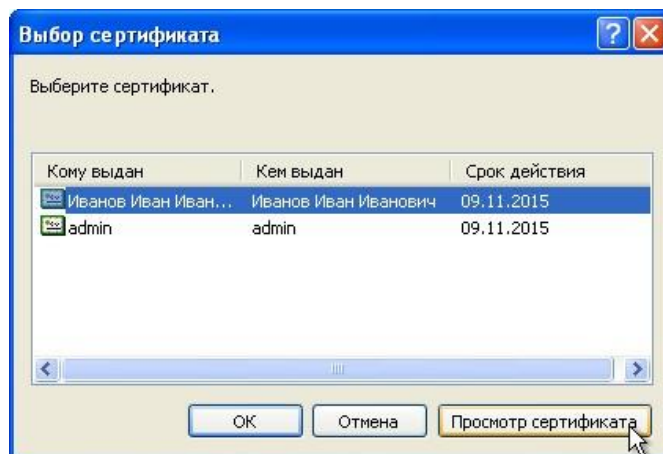 Выбор сертификата
Выберите сертификат.
Кому выдан Кем выдан Срок действия
Иванов Иван Иван... Иванов Иван Иванович 09.11.2015
admin admin 09.11.2015
OK Отмена Просмотр сертификата